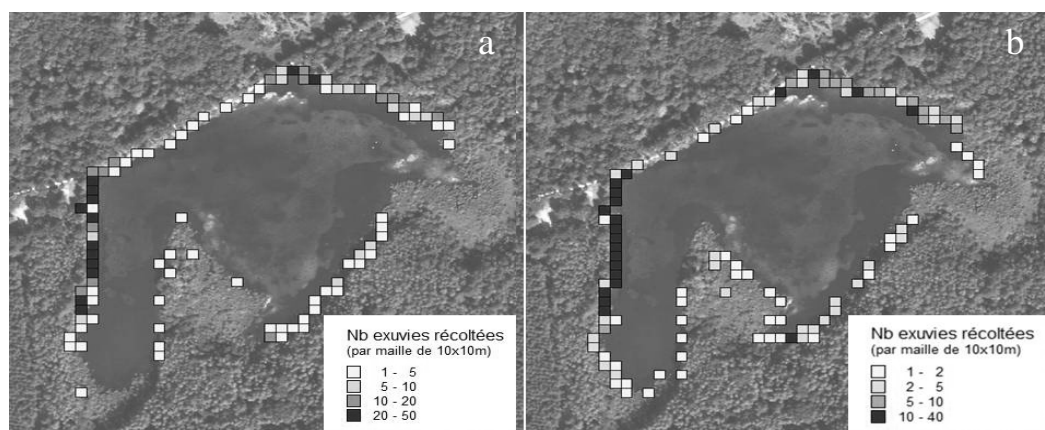 a
Nb exuvies récoltées
(par maille de 10x10m)
1 - 5
5 - 10
10 - 20
20 - 50
b
Nb exuvies récoltées
(par maille de 10x10m)
1 - 2
2 - 5
5 - 10
10 - 40